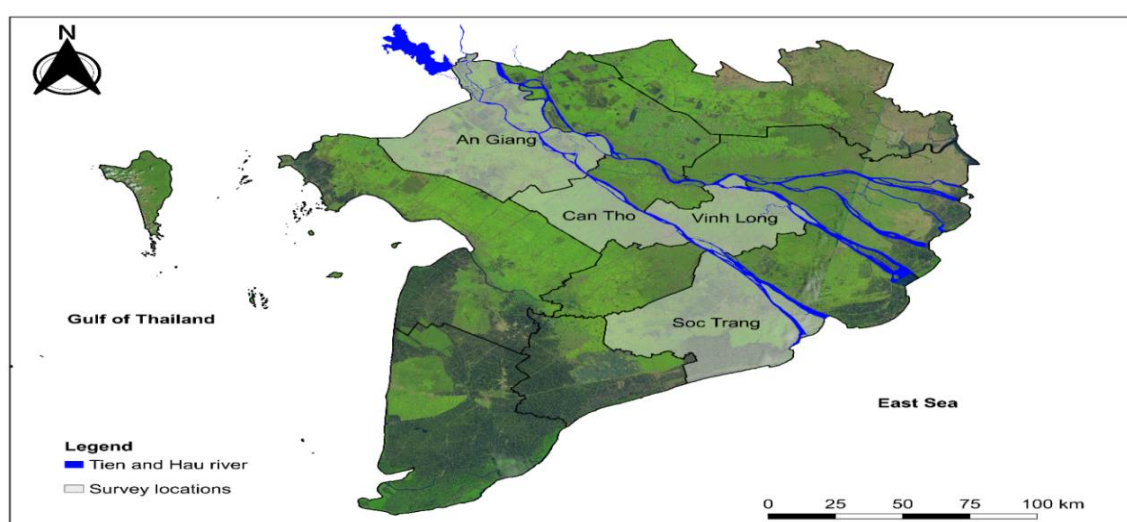 N
An Giang
Can Tho
Vinh Long
Gulf of Thailand
Soc Trang
East Sea
Legend
Tien and Hau river
Survey locations
0 25 50 75 100 km